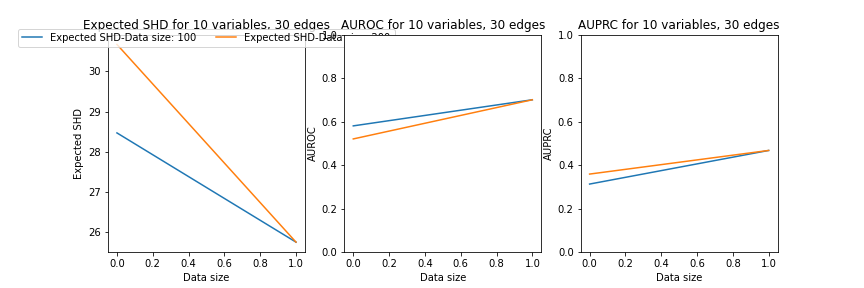 Expected SHD for 10 variables, 30 edges
Expected SHD-Data size: 100
Expected SHD-Data size: 200
30
29
28
27
26
Expected SHD
0.0 0.2 0.4 0.6 0.8 1.0
Data size
AUROC for 10 variables, 30 edges
1.0
0.8
0.6
0.4
0.2
0.0
AUROC
0.0 0.2 0.4 0.6 0.8 1.0
Data size
AUPRC for 10 variables, 30 edges
1.0
0.8
0.6
0.4
0.2
0.0
AUPRC
0.0 0.2 0.4 0.6 0.8 1.0
Data size